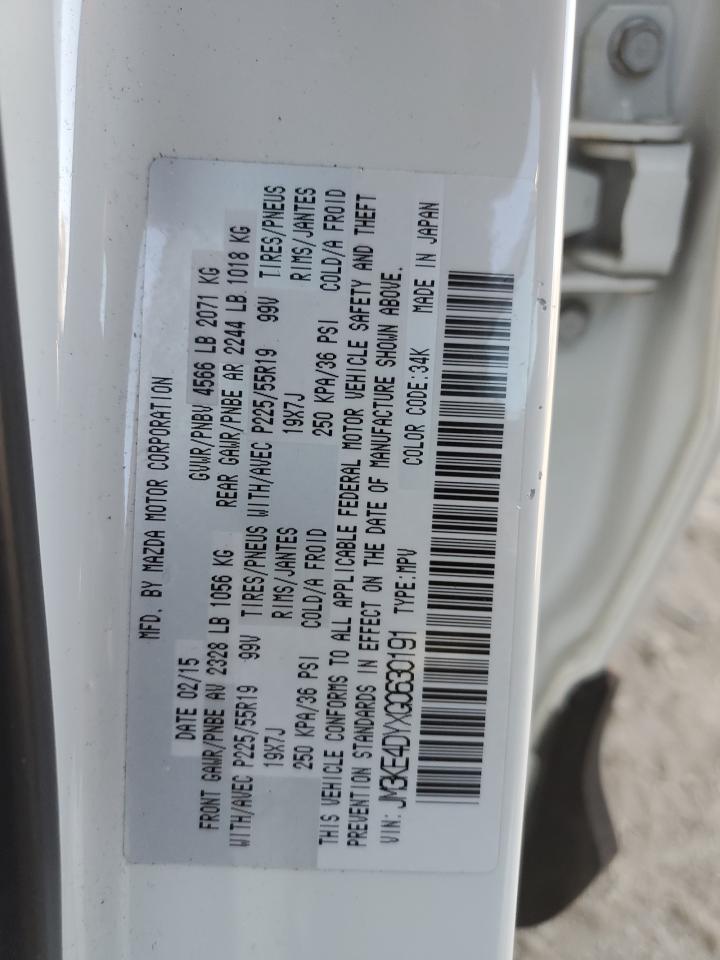 MFD. BY MAZDA MOTOR CORPORATION
DATE 02/15 GVWR/PNBV 4566 LB 2071 KG
FRONT GAWR/PNBE AV 2328 LB 1056 KG REAR GAWR/PNBE AR 2244 LB 1018 KG
WITH/AVEC P225/55R19 99V TIRES/PNEUS WITH/AVEC P225/55R19 99V TIRES/PNEUS
19X7J RIMS/JANTES 19X7J RIMS/JANTES
250 KPA/36 PSI COLD/A FROID 250 KPA/36 PSI COLD/A FROID
THIS VEHICLE CONFORMS TO ALL APPLICABLE FEDERAL MOTOR VEHICLE SAFETY AND THEFT
PREVENTION STANDARDS IN EFFECT ON THE DATE OF MANUFACTURE SHOWN ABOVE.
VIN: JM3KE4DYXG0630191 TYPE:MPV COLOR CODE:34K MADE IN JAPAN